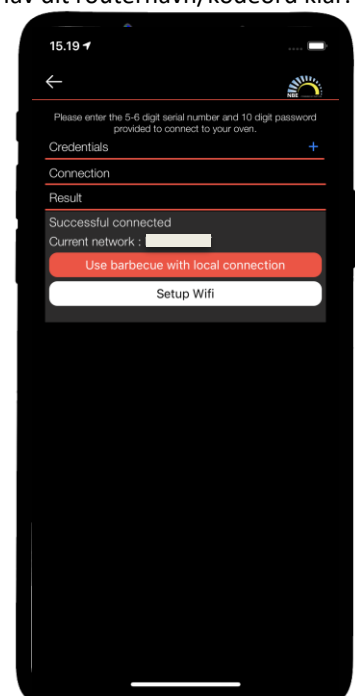 15.19
NBE
Please enter the 5-6 digit serial number and 10 digit password
provided to connect to your oven.
Credentials +
Connection
Result
Successful connected
Current network :
Use barbecue with local connection
Setup Wifi